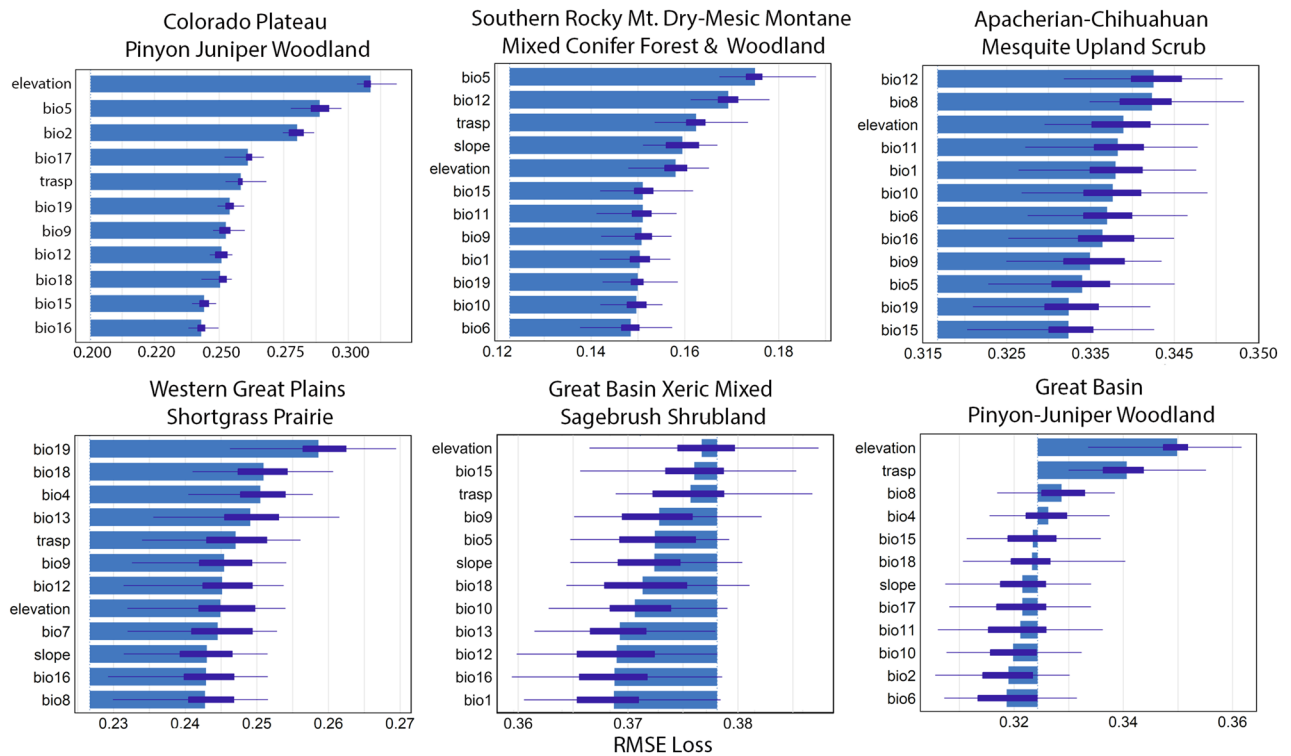 Colorado Plateau
Pinyon Juniper Woodland
elevation
bio5
bio2
bio17
trasp
bio19
bio9
bio12
bio18
bio15
bio16
0.200 0.220 0.250 0.275 0.300
Southern Rocky Mt. Dry-Mesic Montane
Mixed Conifer Forest & Woodland
bio5
bio12
trasp
slope
elevation
bio15
bio11
bio9
bio1
bio19
bio10
bio6
0.12 0.14 0.16 0.18
Apacherian-Chihuahuan
Mesquite Upland Scrub
bio12
bio8
elevation
bio11
bio1
bio10
bio6
bio16
bio9
bio5
bio19
bio15
0.315 0.325 0.335 0.345 0.350
Western Great Plains
Shortgrass Prairie
bio19
bio18
bio4
bio13
trasp
bio9
bio12
elevation
bio7
slope
bio16
bio8
0.23 0.24 0.25 0.26 0.27
Great Basin Xeric Mixed
Sagebrush Shrubland
elevation
bio15
trasp
bio9
bio5
slope
bio18
bio10
bio13
bio12
bio16
bio1
0.36 0.37 0.38
Great Basin
Pinyon-Juniper Woodland
elevation
trasp
bio8
bio4
bio15
bio18
slope
bio17
bio11
bio10
bio2
bio6
0.32 0.34 0.36
RMSE Loss